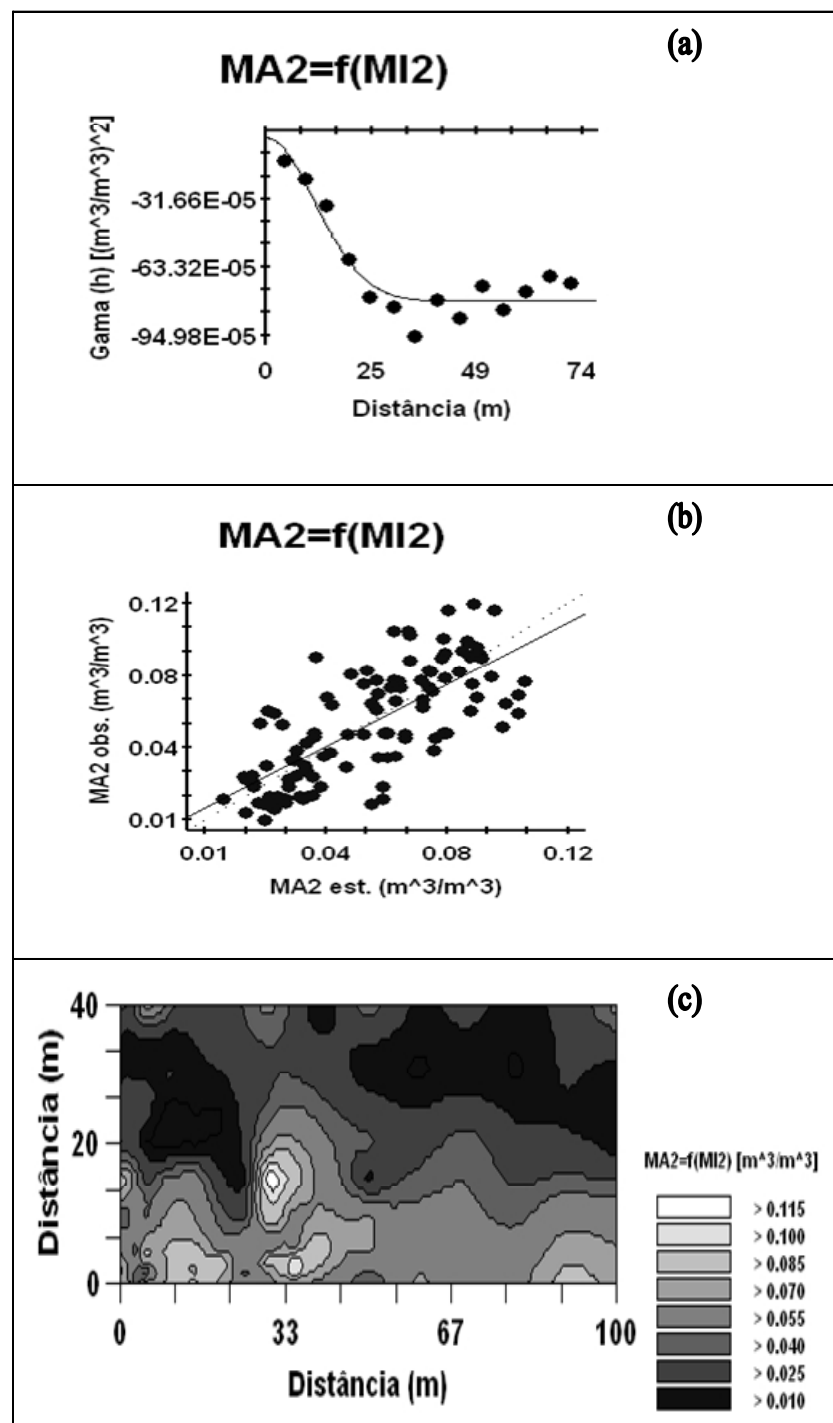 (a)
MA2=f(MI2)
Gama (h) [(m^3/m^3)^2]
-31.66E-05
-63.32E-05
-94.98E-05
0 25 49 74
Distância (m)
(b)
MA2=f(MI2)
MA2 obs. (m^3/m^3)
0.12
0.08
0.04
0.01
0.01 0.04 0.08 0.12
MA2 est. (m^3/m^3)
(c)
Distância (m)
40
20
0
0 33 67 100
Distância (m)
MA2=f(MI2) [m^3/m^3]
> 0.115
> 0.100
> 0.085
> 0.070
> 0.055
> 0.040
> 0.025
> 0.010